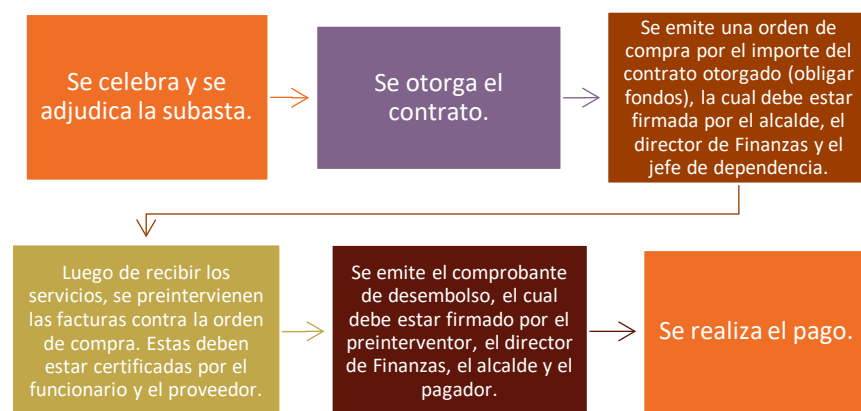 Se celebra y se
adjudica la subasta.
Se otorga el
contrato.
Se emite una orden de
compra por el importe del
contrato otorgado (obligar
fondos), la cual debe estar
firmada por el alcalde, el
director de Finanzas y el
jefe de dependencia.
Luego de recibir los
servicios, se preintervienen
las facturas contra la orden
de compra. Estas deben
estar certificadas por el
funcionario y el proveedor.
Se emite el comprobante
de desembolso, el cual
debe estar firmado por el
preinterventor, el director
de Finanzas, el alcalde y el
pagador.
Se realiza el pago.